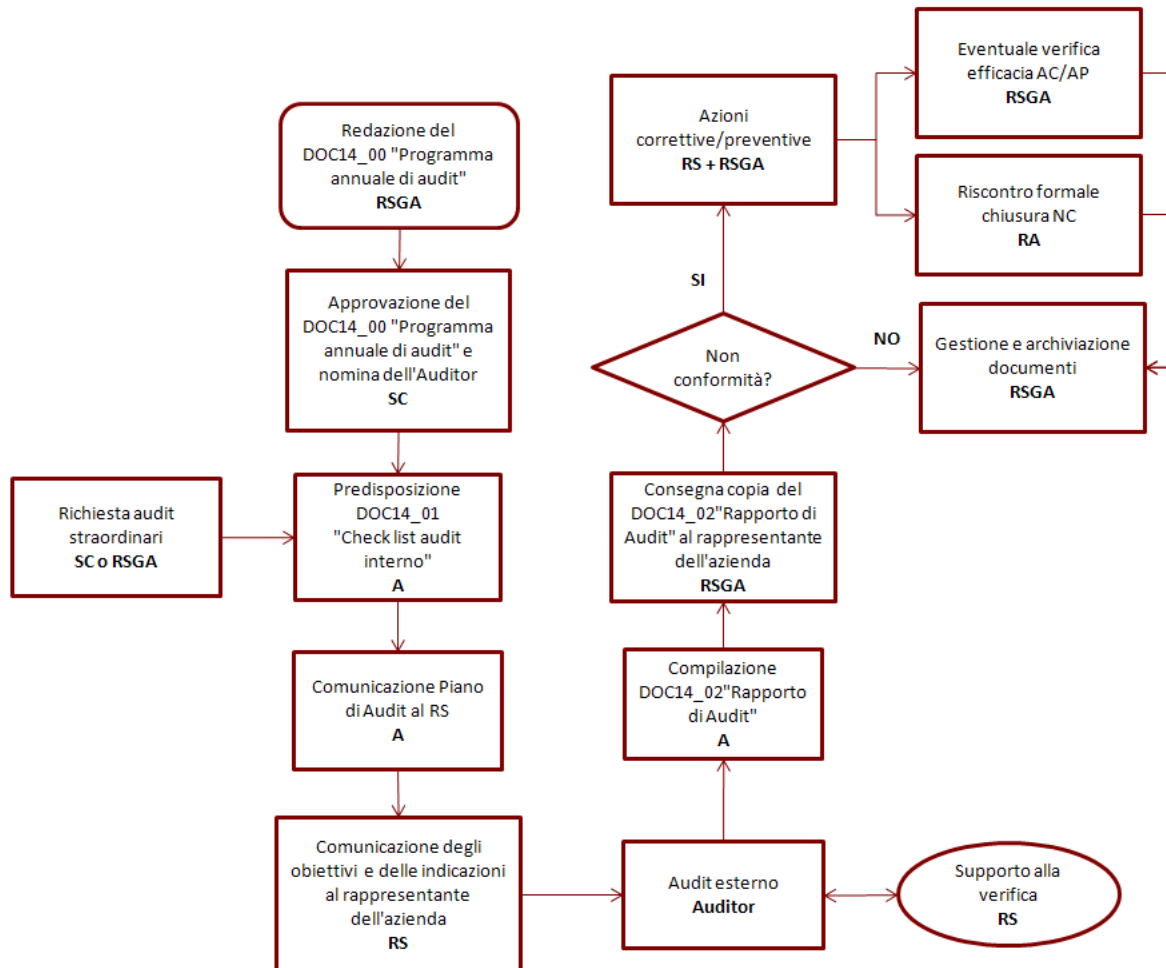 Redazione del
DOC14_00 "Programma
annuale di audit"
RSGA
Approvazione del
DOC14_00 "Programma
annuale di audit" e
nomina dell'Auditor
SC
Richiesta audit
straordinari
SC o RSGA
Predisposizione
DOC14_01
"Check list audit
interno"
A
Comunicazione Piano
di Audit al RS
A
Comunicazione degli
obiettivi e delle indicazioni
al rappresentante
dell'azienda
RS
Audit esterno
Auditor
Supporto alla
verifica
RS
Compilazione
DOC14_02"Rapporto
di Audit"
A
Consegna copia del
DOC14_02"Rapporto di
Audit" al rappresentante
dell'azienda
RSGA
Non
conformità?
SI
NO
Azioni
correttive/preventive
RS + RSGA
Eventuale verifica
efficacia AC/AP
RSGA
Riscontro formale
chiusura NC
RA
Gestione e archiviazione
documenti
RSGA